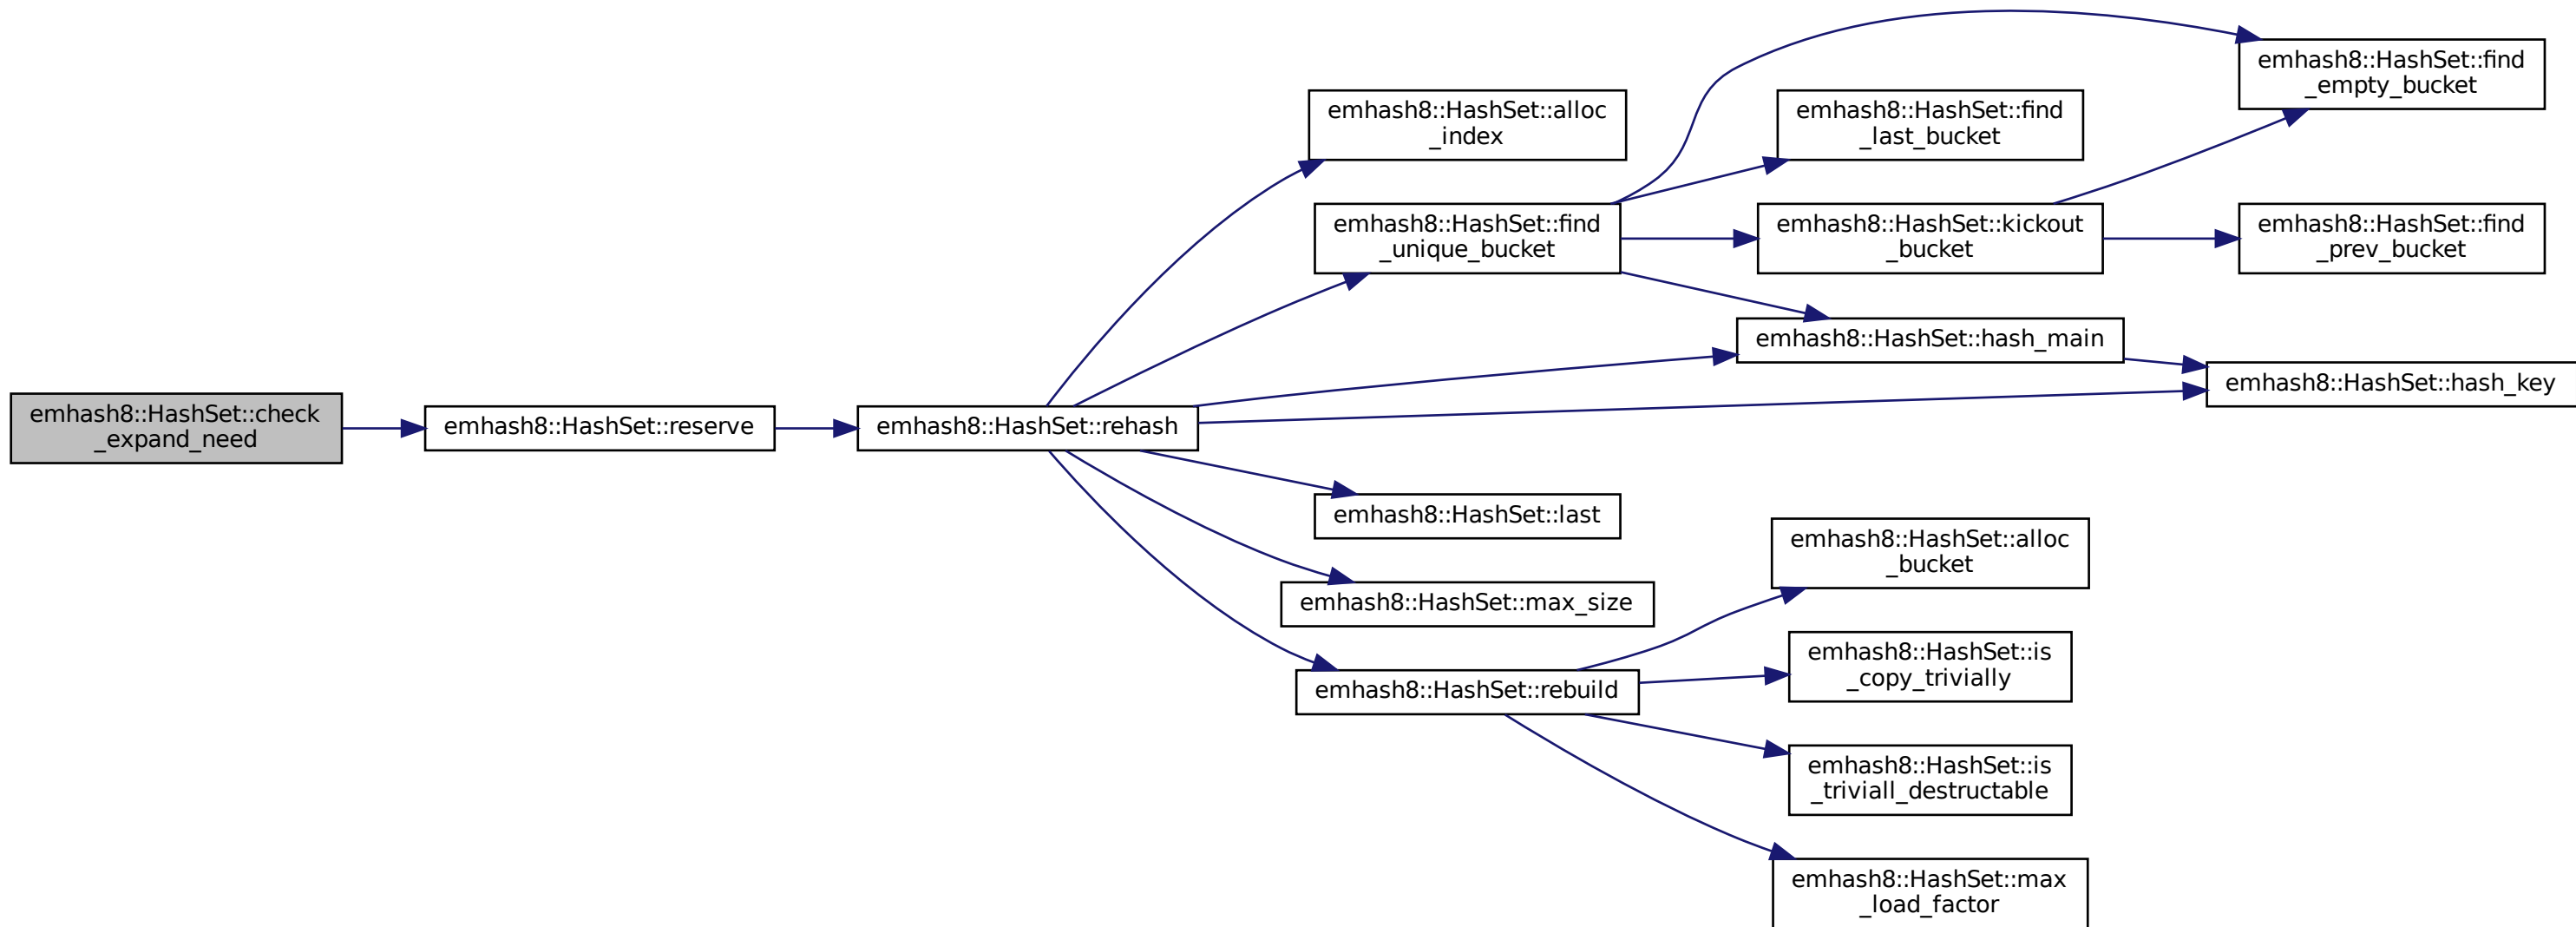 emhash8::HashSet::check
_expand_need
emhash8::HashSet::reserve
emhash8::HashSet::rehash
emhash8::HashSet::alloc
_index
emhash8::HashSet::find
_unique_bucket
emhash8::HashSet::last
emhash8::HashSet::max_size
emhash8::HashSet::rebuild
emhash8::HashSet::find
_last_bucket
emhash8::HashSet::kickout
_bucket
emhash8::HashSet::hash_main
emhash8::HashSet::alloc
_bucket
emhash8::HashSet::is
_copy_trivially
emhash8::HashSet::is
_triviall_destructable
emhash8::HashSet::max
_load_factor
emhash8::HashSet::find
_empty_bucket
emhash8::HashSet::find
_prev_bucket
emhash8::HashSet::hash_key